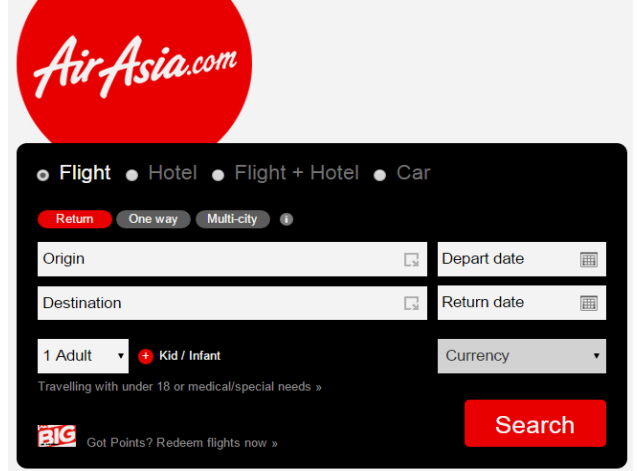 AirAsia.com
Flight Hotel Flight + Hotel Car
Return One way Multi-city i
Origin Depart date
Destination Return date
1 Adult + Kid / Infant Currency
Travelling with under 18 or medical/special needs »
BIG Got Points? Redeem flights now »
Search